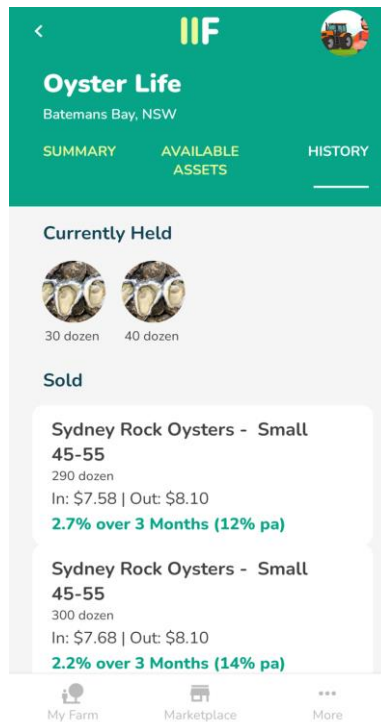 IIF
Oyster Life
Batemans Bay, NSW
SUMMARY
AVAILABLE
ASSETS
HISTORY
Currently Held
30 dozen
40 dozen
Sold
Sydney Rock Oysters - Small
45-55
290 dozen
In: $7.58 | Out: $8.10
2.7% over 3 Months (12% pa)
Sydney Rock Oysters - Small
45-55
300 dozen
In: $7.68 | Out: $8.10
2.2% over 3 Months (14% pa)
My Farm
Marketplace
More